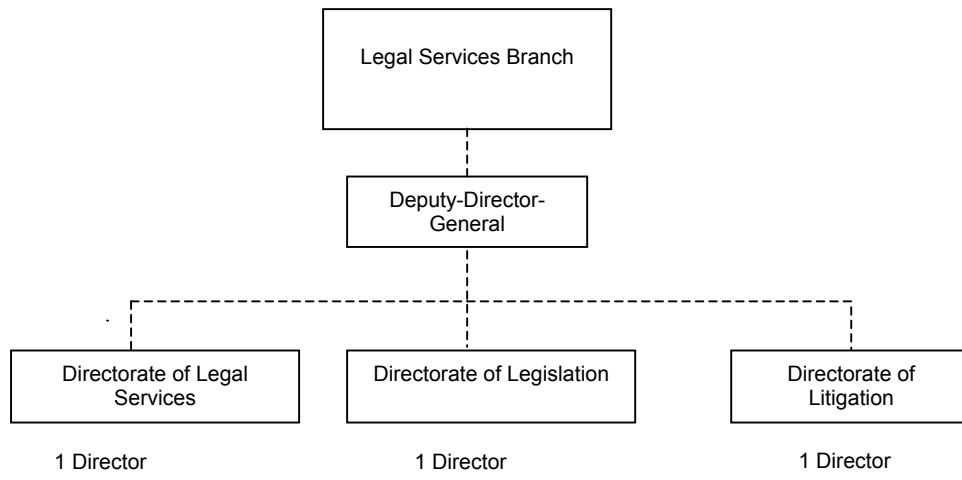 Legal Services Branch
Deputy-Director-
General
Directorate of Legal
Services
Directorate of Legislation
Directorate of
Litigation
1 Director
1 Director
1 Director